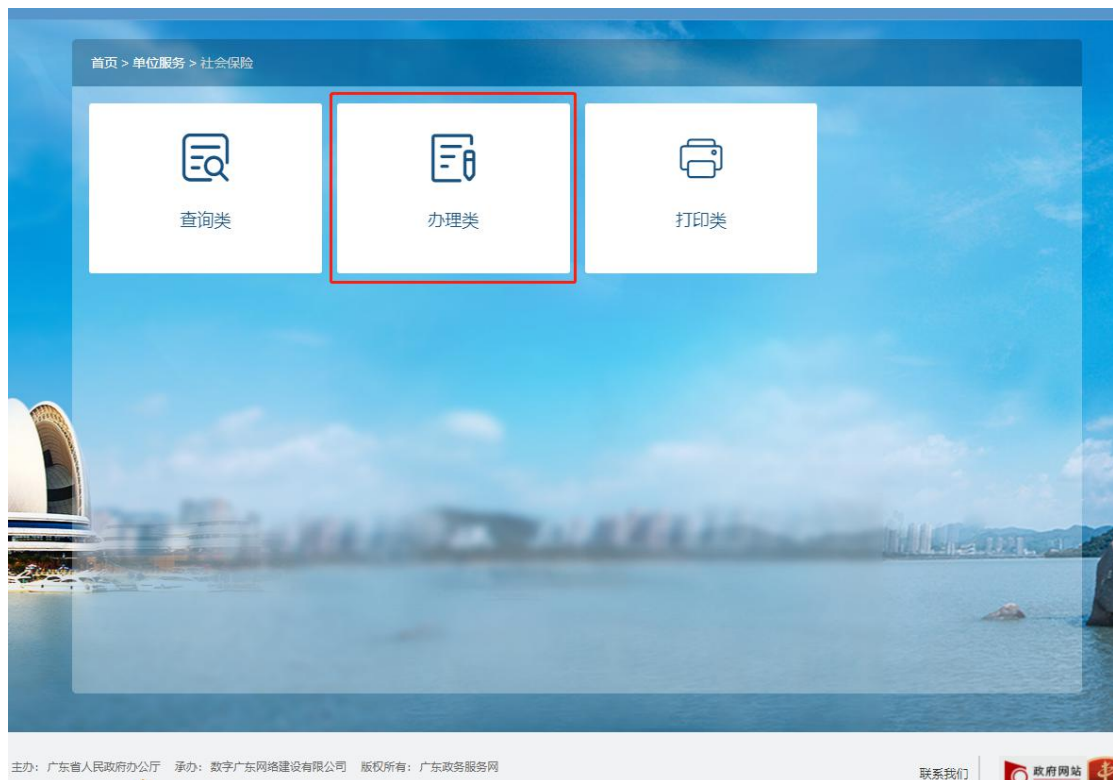 首页 > 单位服务 > 社会保险
查询类
办理类
打印类
主办：广东省人民政府办公厅 承办：数字广东网络建设有限公司 版权所有：广东政务服务网
联系我们
政府网站